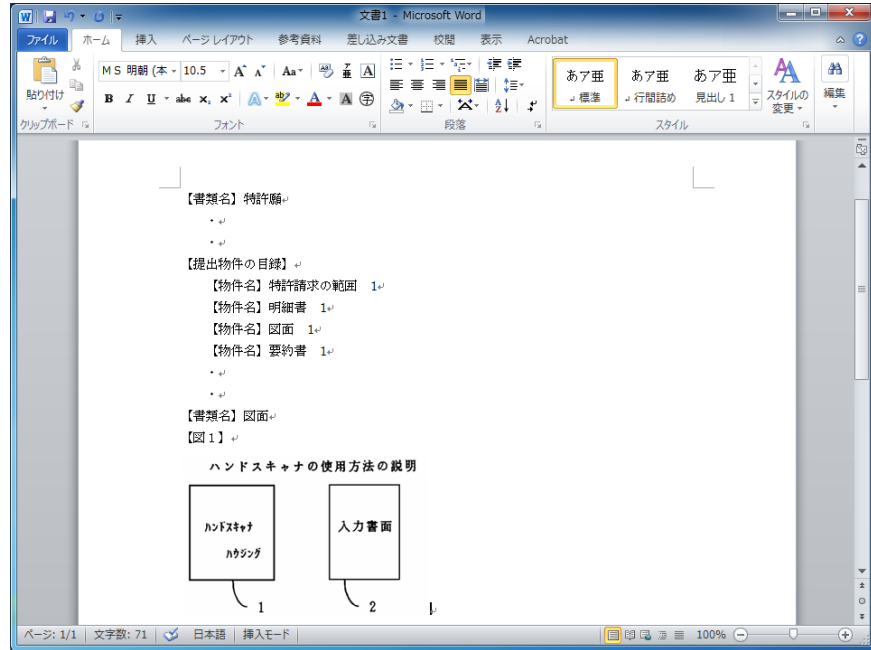 文書1 - Microsoft Word
ファイル ホーム 挿入 ページ レイアウト 参考資料 差し込み文書 校閲 表示 Acrobat
貼り付け
クリップボード
MS 明朝 (本 10.5 A A Aa A
B I U abc x₂ x² A ab A A 字
フォント
段落
あア亜 あア亜 あア亜
標準 行間詰め 見出し 1
スタイルの
変更
スタイル
編集
【書類名】特許願
・
・
【提出物件の目録】
【物件名】特許請求の範囲 1
【物件名】明細書 1
【物件名】図面 1
【物件名】要約書 1
・
・
【書類名】図面
【図1】
ハンドスキャナの使用方法の説明
ハンドスキャナ
ハウジング
入力書面
1 2
ページ: 1/1 文字数: 71 日本語 挿入モード 100%